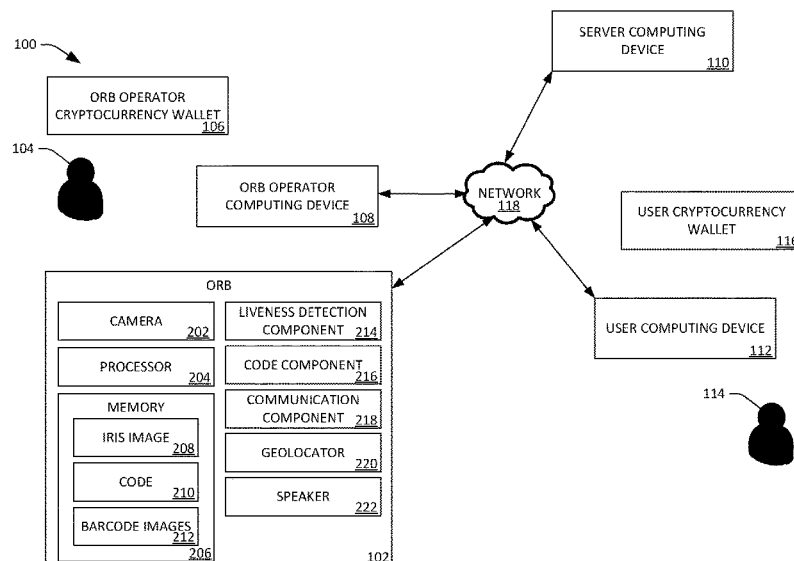 100
ORB OPERATOR
CRYPTOCURRENCY WALLET
106
104
ORB OPERATOR
COMPUTING DEVICE
108
SERVER COMPUTING
DEVICE
110
NETWORK
118
USER CRYPTOCURRENCY
WALLET
116
USER COMPUTING DEVICE
112
114
ORB
CAMERA
202
PROCESSOR
204
MEMORY
IRIS IMAGE
208
CODE
210
BARCODE IMAGES
212
206
LIVENESS DETECTION
COMPONENT
214
CODE COMPONENT
216
COMMUNICATION
COMPONENT
218
GEOLOCATOR
220
SPEAKER
222
102